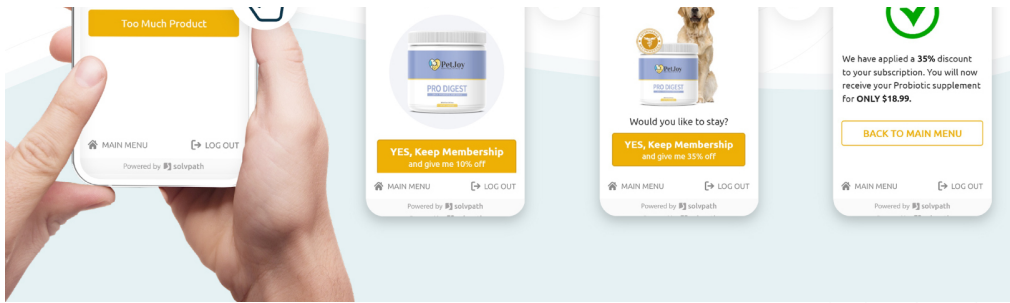 Too Much Product
MAIN MENU
LOG OUT
Powered by solvpath
PetJoy
PRO DIGEST
YES, Keep Membership
and give me 10% off
MAIN MENU
LOG OUT
Powered by solvpath
PetJoy
PRO DIGEST
Would you like to stay?
YES, Keep Membership
and give me 35% off
MAIN MENU
LOG OUT
Powered by solvpath
We have applied a 35% discount
to your subscription. You will now
receive your Probiotic supplement
for ONLY $18.99.
BACK TO MAIN MENU
MAIN MENU
LOG OUT
Powered by solvpath